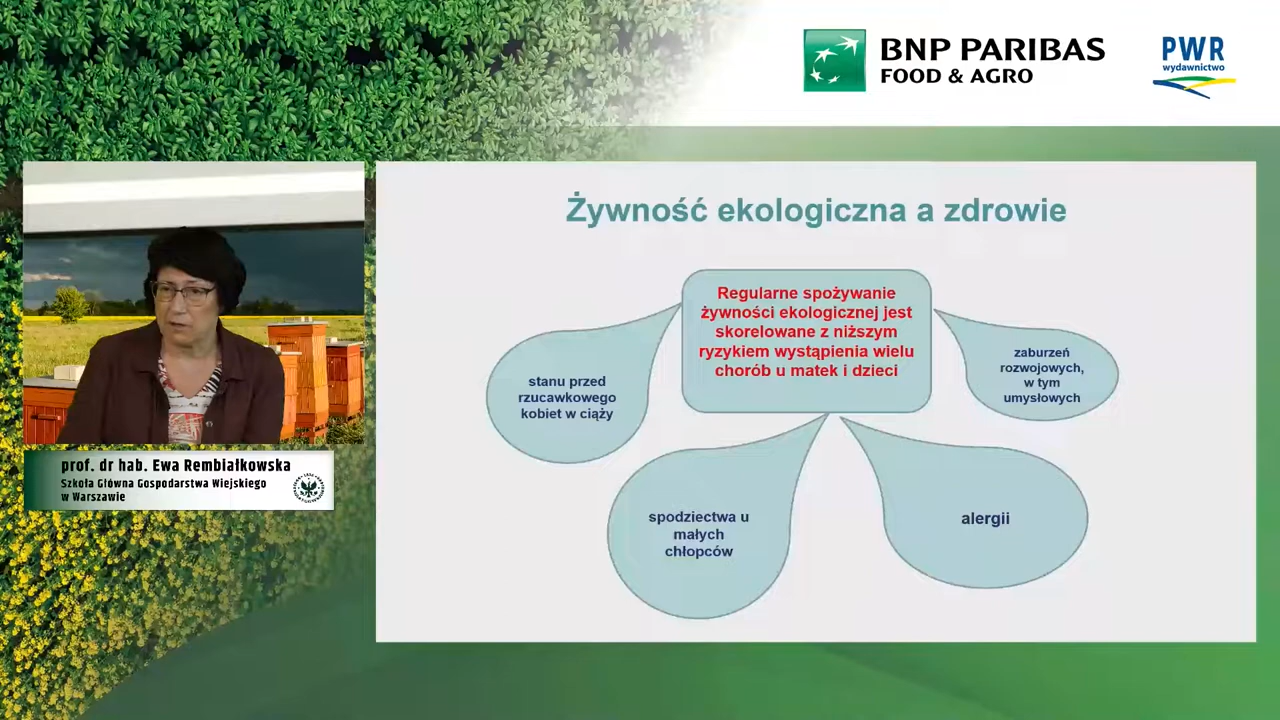 BNP PARIBAS
FOOD & AGRO
PWR
wydawnictwo
Żywność ekologiczna a zdrowie
Regularne spożywanie
żywności ekologicznej jest
skorelowane z niższym
ryzykiem wystąpienia wielu
chorób u matek i dzieci
stanu przed
rzucawkowego
kobiet w ciąży
zaburzeń
rozwojowych,
w tym
umysłowych
spodziectwa u
małych
chłopców
alergii
prof. dr hab. Ewa Rembiałkowska
Szkoła Główna Gospodarstwa Wiejskiego
w Warszawie